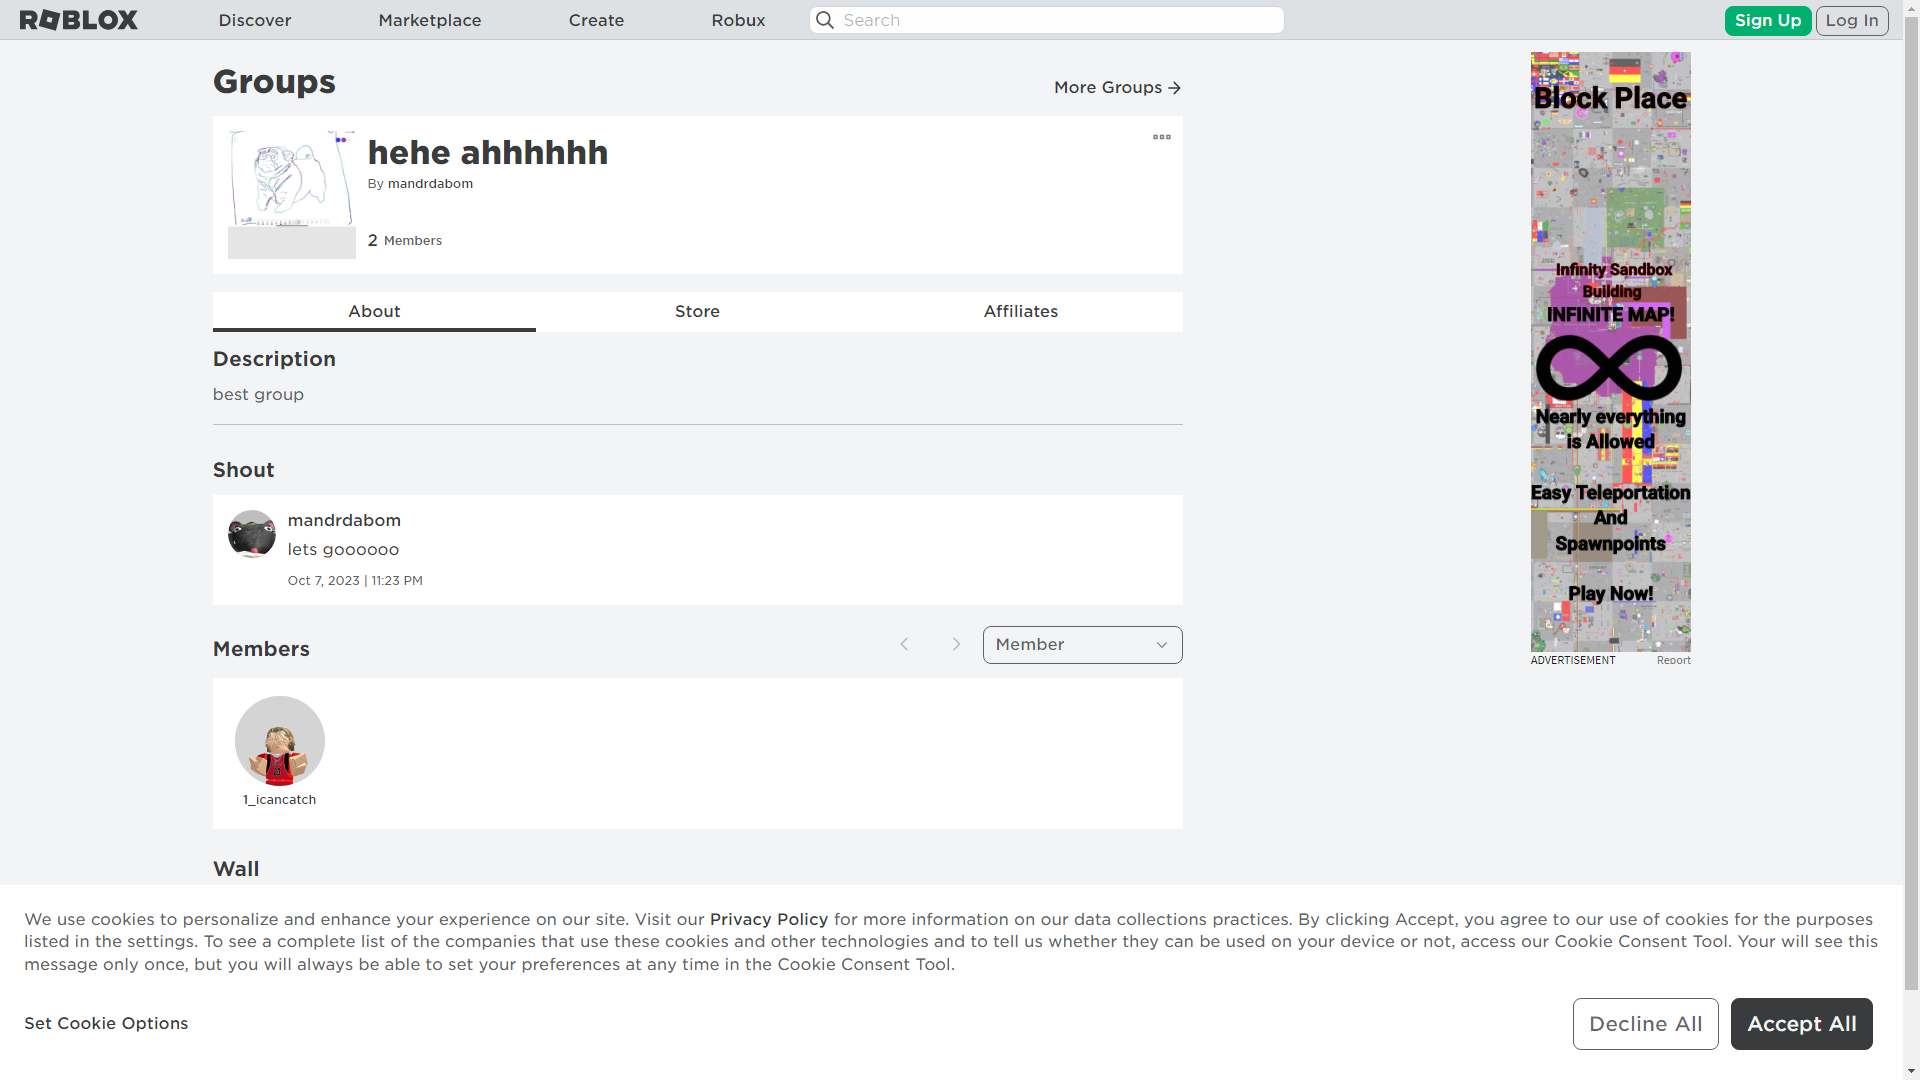 ROBLOX
Discover
Marketplace
Create
Robux
Search
Sign Up
Log In
Groups
More Groups
hehe ahhhhhh
By mandrdabom
2 Members
About
Store
Affiliates
Description
best group
Shout
mandrdabom
lets goooooo
Oct 7, 2023 | 11:23 PM
Members
Member
1_icancatch
Wall
Block Place
Infinity Sandbox
Building
INFINITE MAP!
Nearly everything
is Allowed
Easy Teleportation
And
Spawnpoints
Play Now!
ADVERTISEMENT
Report
We use cookies to personalize and enhance your experience on our site. Visit our Privacy Policy for more information on our data collections practices. By clicking Accept, you agree to our use of cookies for the purposes
listed in the settings. To see a complete list of the companies that use these cookies and other technologies and to tell us whether they can be used on your device or not, access our Cookie Consent Tool. Your will see this
message only once, but you will always be able to set your preferences at any time in the Cookie Consent Tool.
Set Cookie Options
Decline All
Accept All